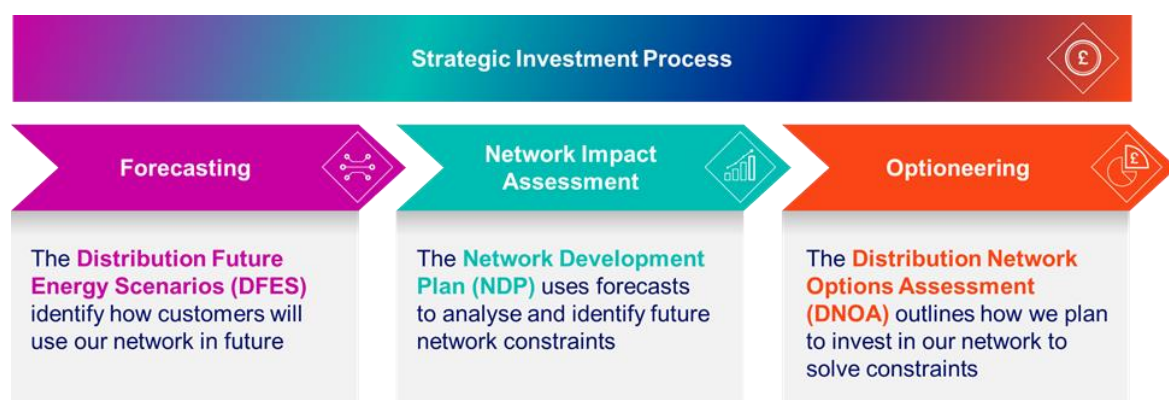 Strategic Investment Process
£
Forecasting
The Distribution Future
Energy Scenarios (DFES)
identify how customers will
use our network in future
Network Impact
Assessment
The Network Development
Plan (NDP) uses forecasts
to analyse and identify future
network constraints
Optioneering
£
The Distribution Network
Options Assessment
(DNOA) outlines how we plan
to invest in our network to
solve constraints